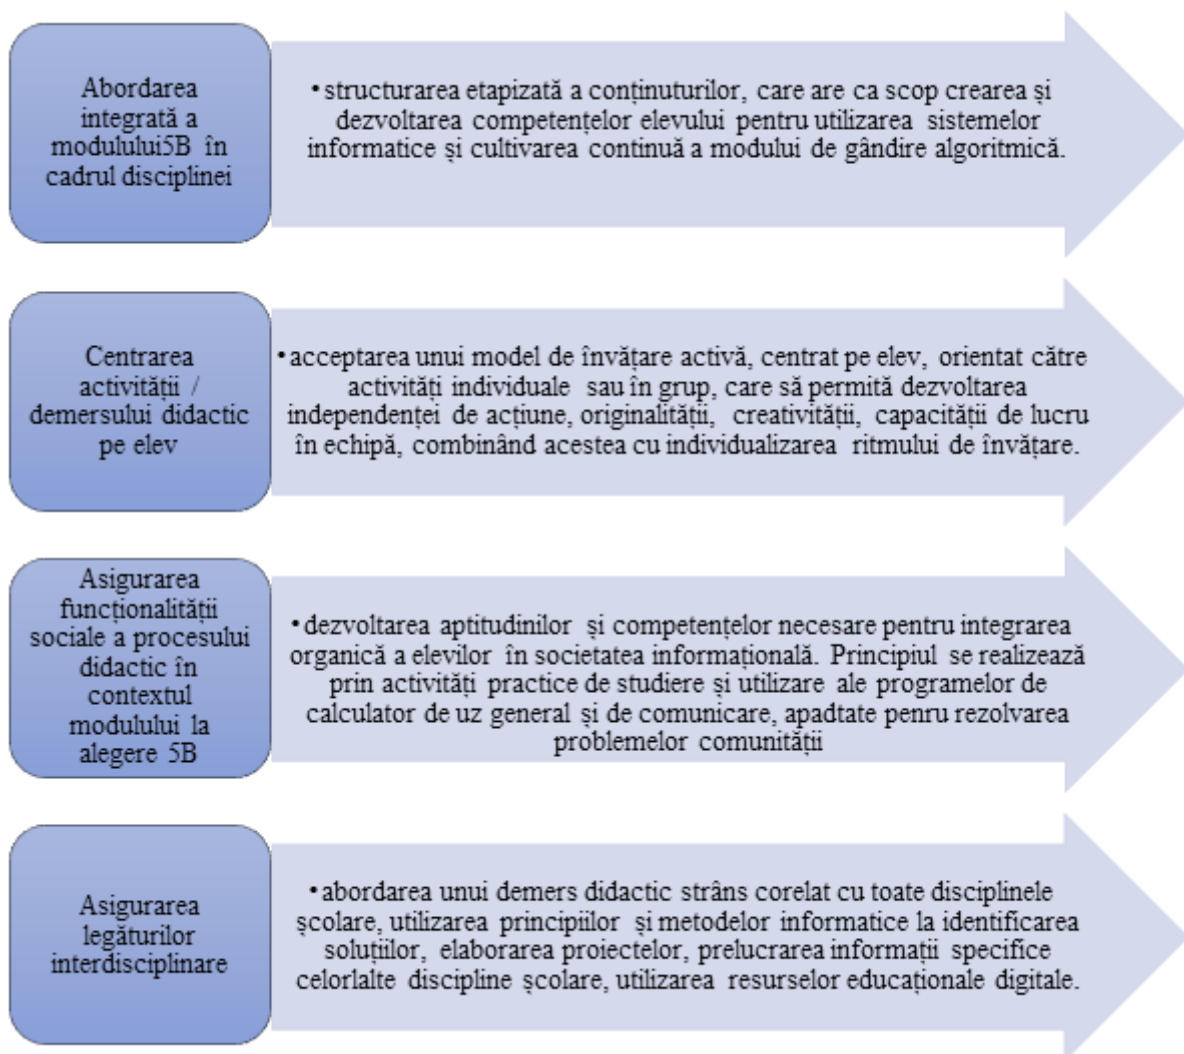 Abordarea
integrată a
modulului5B în
cadrul disciplinei
• structurarea etapizată a conținuturilor, care are ca scop crearea și
dezvoltarea competențelor elevului pentru utilizarea sistemelor
informatice și cultivarea continuă a modului de gândire algoritmică.
Centrarea
activității /
demersului didactic
pe elev
• acceptarea unui model de învățare activă, centrat pe elev, orientat către
activități individuale sau în grup, care să permită dezvoltarea
independenței de acțiune, originalității, creativității, capacității de lucru
în echipă, combinând acestea cu individualizarea ritmului de învățare.
Asigurarea
funcționalității
sociale a procesului
didactic în
contextul
modulului la
alegere 5B
• dezvoltarea aptitudinilor și competențelor necesare pentru integrarea
organică a elevilor în societatea informațională. Principiul se realizează
prin activități practice de studiere și utilizare ale programelor de
calculator de uz general și de comunicare, apadtate penru rezolvarea
problemelor comunității
Asigurarea
legăturilor
interdisciplinare
• abordarea unui demers didactic strâns corelat cu toate disciplinele
școlare, utilizarea principiilor și metodelor informatice la identificarea
soluțiilor, elaborarea proiectelor, prelucrarea informații specifice
celorlalte discipline școlare, utilizarea resurselor educaționale digitale.